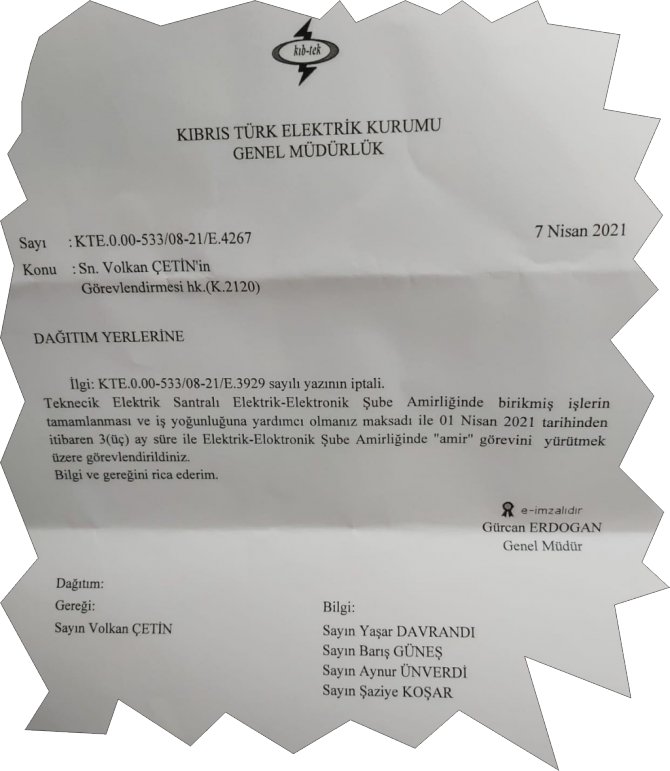 kıb-tek
KIBRIS TÜRK ELEKTRİK KURUMU
GENEL MÜDÜRLÜK
Sayı : KTE.0.00-533/08-21/E.4267
7 Nisan 2021
Konu : Sn. Volkan ÇETİN'in
Görevlendirmesi hk.(K.2120)
DAĞITIM YERLERİNE
İlgi: KTE.0.00-533/08-21/E.3929 sayılı yazının iptali.
Teknecik Elektrik Santralı Elektrik-Elektronik Şube Amirliğinde birikmiş işlerin
tamamlanması ve iş yoğunluğuna yardımcı olmanız maksadı ile 01 Nisan 2021 tarihinden
itibaren 3(üç) ay süre ile Elektrik-Eloktronik Şube Amirliğinde "amir" görevini yürütmek
üzere görevlendirildiniz.
Bilgi ve gereğini rica ederim.
e-imzalıdır
Gürcan ERDOGAN
Genel Müdür
Dağıtım:
Gereği:
Sayın Volkan ÇETİN
Bilgi:
Sayın Yaşar DAVRANDI
Sayın Barış GÜNEŞ
Sayın Aynur ÜNVERDİ
Sayın Şaziye KOŞAR